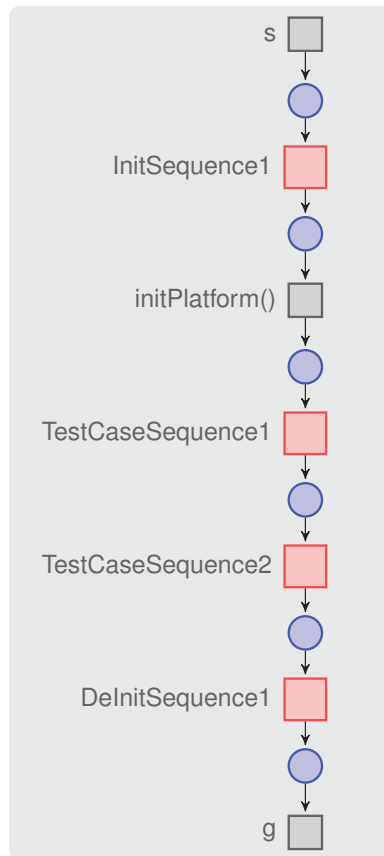 s
InitSequence1
initPlatform()
TestCaseSequence1
TestCaseSequence2
DeInitSequence1
g